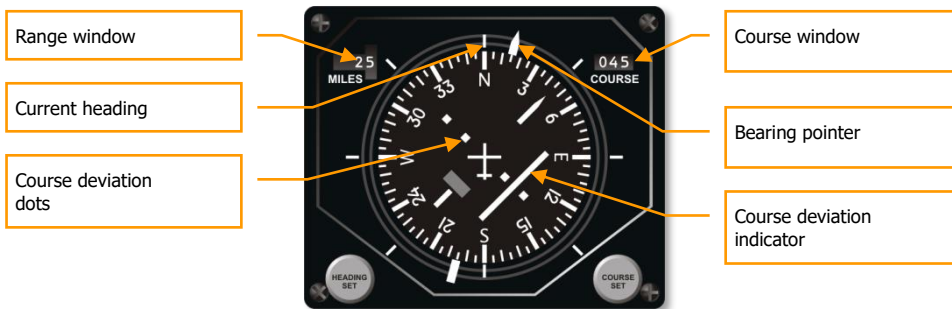 Range window
Current heading
Course deviation
dots
25
MILES
045
COURSE
N
3
6
E
12
15
S
21
24
W
30
33
HEADING
SET
COURSE
SET
Course window
Bearing pointer
Course deviation
indicator